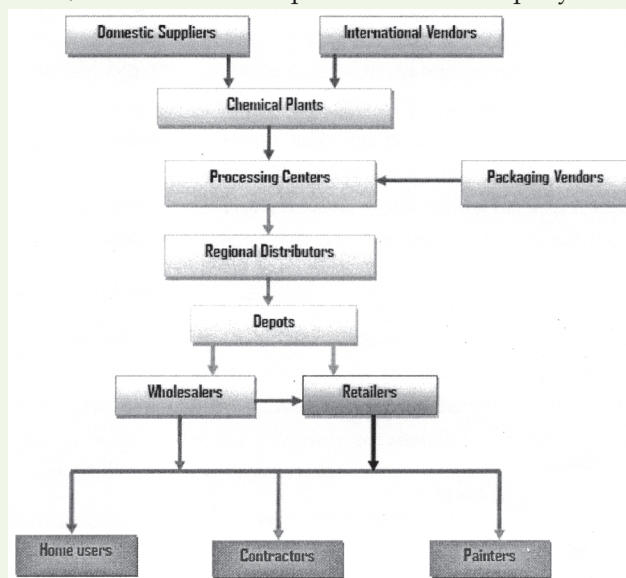 Domestic Suppliers
International Vendors
Chemical Plants
Processing Centers
Packaging Vendors
Regional Distributors
Depots
Wholesalers
Retailers
Home users
Contractors
Painters